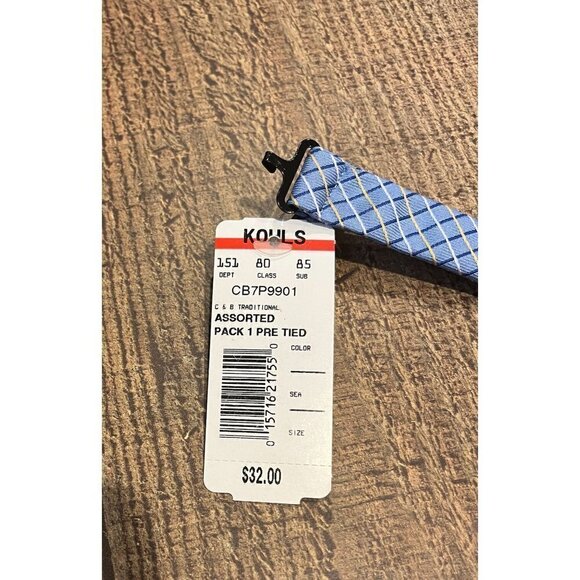 KOHLS
151 80 85
DEPT CLASS SUB
CB7P9901
C & B TRADITIONAL
ASSORTED
PACK 1 PRE TIED
COLOR
SEA
SIZE
0 15716 21755 0
$32.00